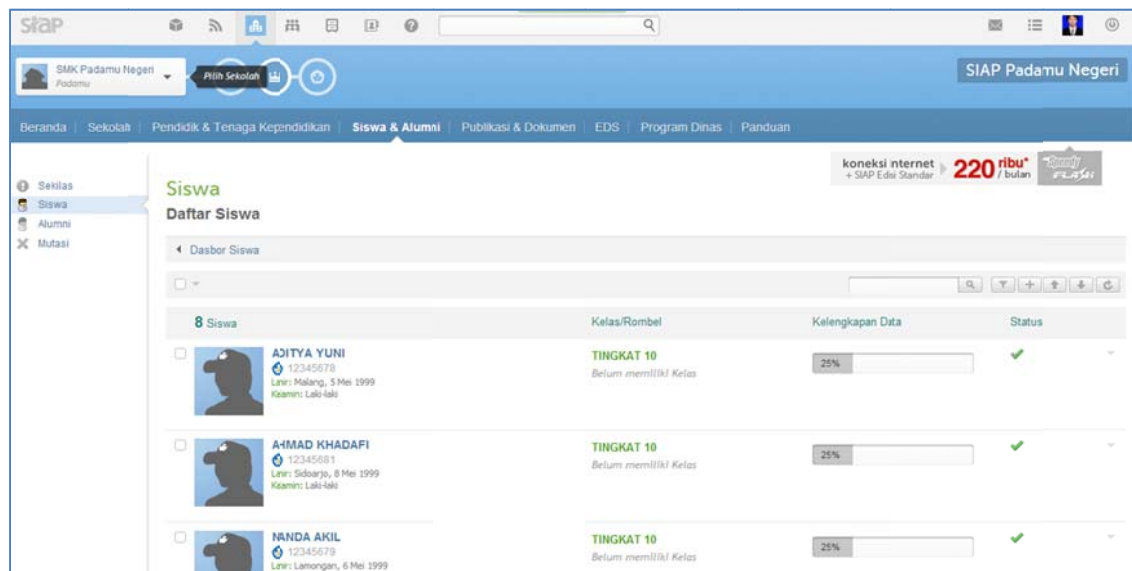 siap
SMK Padamu Negeri
Padamu
Pilih Sekolah
SIAP Padamu Negeri
Beranda | Sekolah | Pendidik & Tenaga Kependidikan | Siswa & Alumni | Publikasi & Dokumen | EDS | Program Dinas | Panduan
koneksi internet
+ SIAP Edisi Standar
220 ribu* / bulan
Speedy
FLASH
Sekilas
Siswa
Alumni
Mutasi
Siswa
Daftar Siswa
Dasbor Siswa
8 Siswa Kelas/Rombel Kelengkapan Data Status
ADITYA YUNI
12345678
Lahir: Malang, 5 Mei 1999
Kelamin: Laki-laki
TINGKAT 10
Belum memiliki Kelas
25%
AHMAD KHADAFI
12345681
Lahir: Sidoarjo, 8 Mei 1999
Kelamin: Laki-laki
TINGKAT 10
Belum memiliki Kelas
25%
NANDA AKIL
12345679
Lahir: Lamongan, 6 Mei 1999
TINGKAT 10
Belum memiliki Kelas
25%